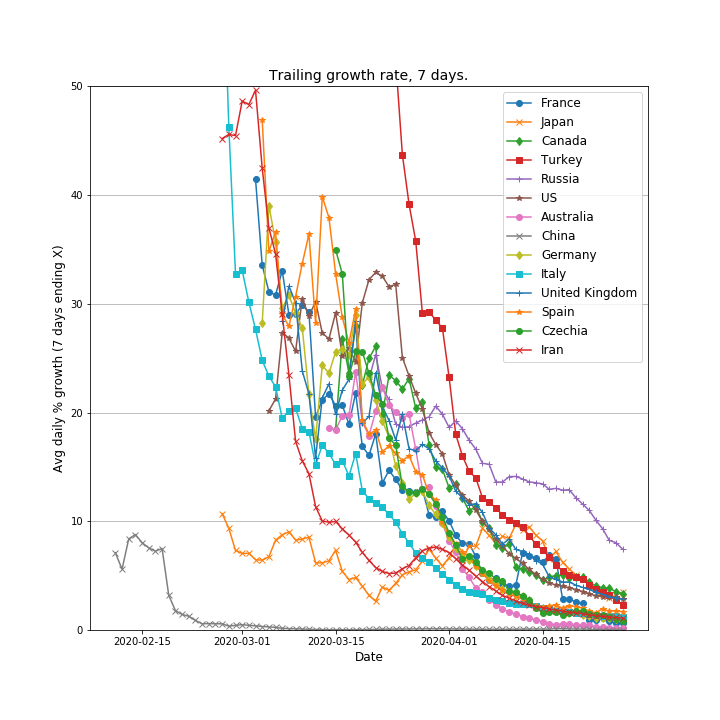 Trailing growth rate, 7 days.
Avg daily % growth (7 days ending X)
50
40
30
20
10
0
France
Japan
Canada
Turkey
Russia
US
Australia
China
Germany
Italy
United Kingdom
Spain
Czechia
Iran
2020-02-15
2020-03-01
2020-03-15
2020-04-01
2020-04-15
Date